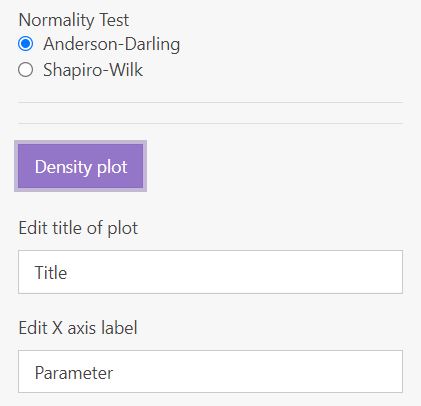 Normality Test
Anderson-Darling
Shapiro-Wilk
Density plot
Edit title of plot
Title
Edit X axis label
Parameter